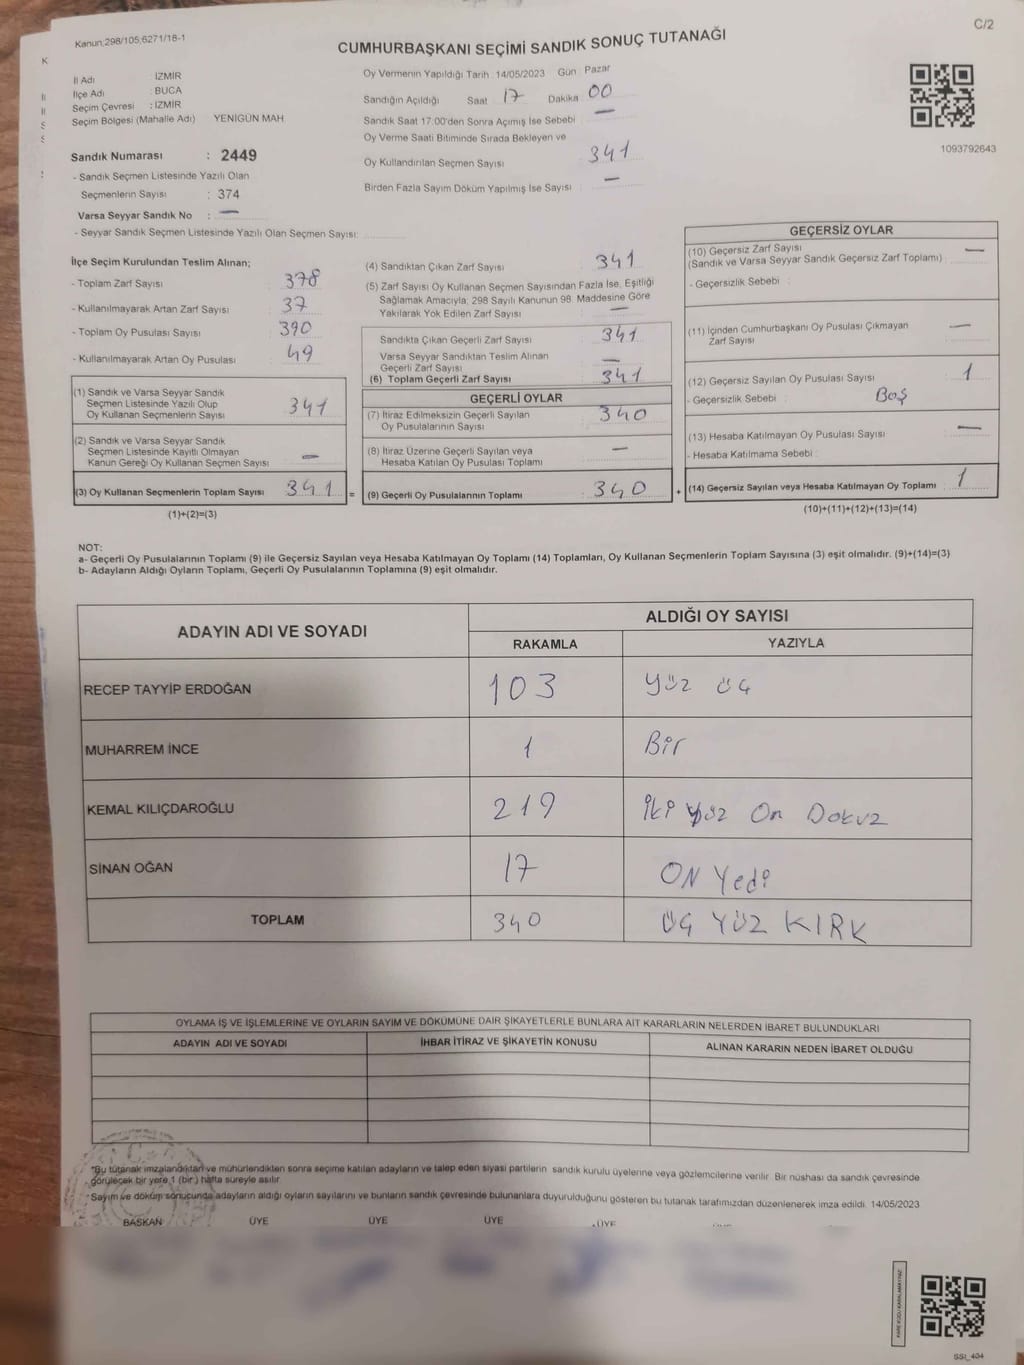 C/2
Kanun;298/105;6271/18-1
CUMHURBAŞKANI SEÇİMİ SANDIK SONUÇ TUTANAĞI
İl Adı : İZMİR
İlçe Adı : BUCA
Seçim Çevresi : İZMİR
Seçim Bölgesi (Mahalle Adı) YENİGÜN MAH
Sandık Numarası : 2449
- Sandık Seçmen Listesinde Yazılı Olan
Seçmenlerin Sayısı : 374
Varsa Seyyar Sandık No : —
- Seyyar Sandık Seçmen Listesinde Yazılı Olan Seçmen Sayısı:
Oy Vermenin Yapıldığı Tarih : 14/05/2023 Gün : Pazar
Sandığın Açıldığı Saat 17 Dakika 00
Sandık Saat 17:00'den Sonra Açımış İse Sebebi : —
Oy Verme Saati Bitiminde Sırada Bekleyen ve
Oy Kullandırılan Seçmen Sayısı : 341
Birden Fazla Sayım Döküm Yapılmış İse Sayısı : —
1093792643
İlçe Seçim Kurulundan Teslim Alınan;
- Toplam Zarf Sayısı : 378
- Kullanılmayarak Artan Zarf Sayısı : 37
- Toplam Oy Pusulası Sayısı : 390
- Kullanılmayarak Artan Oy Pusulası : 49
(1) Sandık ve Varsa Seyyar Sandık
Seçmen Listesinde Yazılı Olup
Oy Kullanan Seçmenlerin Sayısı : 341
(2) Sandık ve Varsa Seyyar Sandık
Seçmen Listesinde Kayıtlı Olmayan
Kanun Gereği Oy Kullanan Seçmen Sayısı : —
(3) Oy Kullanan Seçmenlerin Toplam Sayısı : 341 =
(1)+(2)=(3)
(4) Sandıktan Çıkan Zarf Sayısı : 341
(5) Zarf Sayısı Oy Kullanan Seçmen Sayısından Fazla İse, Eşitliği
Sağlamak Amacıyla; 298 Sayılı Kanunun 98. Maddesine Göre
Yakılarak Yok Edilen Zarf Sayısı : —
Sandıkta Çıkan Geçerli Zarf Sayısı : 341
Varsa Seyyar Sandıktan Teslim Alınan
Geçerli Zarf Sayısı : —
(6) Toplam Geçerli Zarf Sayısı : 341
GEÇERLİ OYLAR
(7) İtiraz Edilmeksizin Geçerli Sayılan
Oy Pusulalarının Sayısı : 340
(8) İtiraz Üzerine Geçerli Sayılan veya
Hesaba Katılan Oy Pusulası Toplamı : —
(9) Geçerli Oy Pusulalarının Toplamı : 340 +
GEÇERSİZ OYLAR
(10) Geçersiz Zarf Sayısı
(Sandık ve Varsa Seyyar Sandık Geçersiz Zarf Toplamı) : —
- Geçersizlik Sebebi :
(11) İçinden Cumhurbaşkanı Oy Pusulası Çıkmayan
Zarf Sayısı : —
(12) Geçersiz Sayılan Oy Pusulası Sayısı : 1
- Geçersizlik Sebebi : Boş
(13) Hesaba Katılmayan Oy Pusulası Sayısı : —
- Hesaba Katılmama Sebebi :
(14) Geçersiz Sayılan veya Hesaba Katılmayan Oy Toplamı : 1
(10)+(11)+(12)+(13)=(14)
NOT:
a- Geçerli Oy Pusulalarının Toplamı (9) ile Geçersiz Sayılan veya Hesaba Katılmayan Oy Toplamı (14) Toplamları, Oy Kullanan Seçmenlerin Toplam Sayısına (3) eşit olmalıdır. (9)+(14)=(3)
b- Adayların Aldığı Oyların Toplamı, Geçerli Oy Pusulalarının Toplamına (9) eşit olmalıdır.
ADAYIN ADI VE SOYADI ALDIĞI OY SAYISI
RAKAMLA YAZIYLA
RECEP TAYYİP ERDOĞAN 103 Yüz üç
MUHARREM İNCE 1 Bir
KEMAL KILIÇDAROĞLU 219 İki yüz On Dokuz
SİNAN OĞAN 17 ON Yedi
TOPLAM 340 ÜÇ YÜZ KIRK
OYLAMA İŞ VE İŞLEMLERİNE VE OYLARIN SAYIM VE DÖKÜMÜNE DAİR ŞİKAYETLERLE BUNLARA AİT KARARLARIN NELERDEN İBARET BULUNDUKLARI
ADAYIN ADI VE SOYADI İHBAR İTİRAZ VE ŞİKAYETİN KONUSU ALINAN KARARIN NEDEN İBARET OLDUĞU
*Bu tutanak imzalandıktan ve mühürlendikten sonra seçime katılan adayların ve talep eden siyasi partilerin sandık kurulu üyelerine veya gözlemcilerine verilir. Bir nüshası da sandık çevresinde
görülecek bir yere 1 (bir) hafta süreyle asılır.
*Sayım ve döküm sonucunda adayların aldığı oyların sayılarını ve bunların sandık çevresinde bulunanlara duyurulduğunu gösteren bu tutanak tarafımızdan düzenlenerek imza edildi. 14/05/2023
BAŞKAN ÜYE ÜYE ÜYE ÜYE
SSI_404